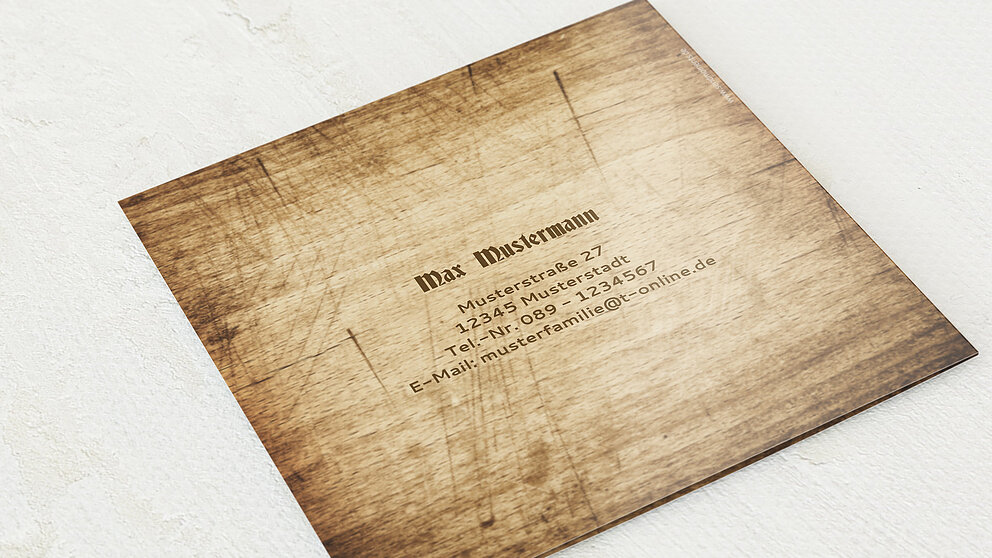 Max Mustermann
Musterstraße 27
12345 Musterstadt
Tel.-Nr. 089 - 1234567
E-Mail: musterfamilie@t-online.de